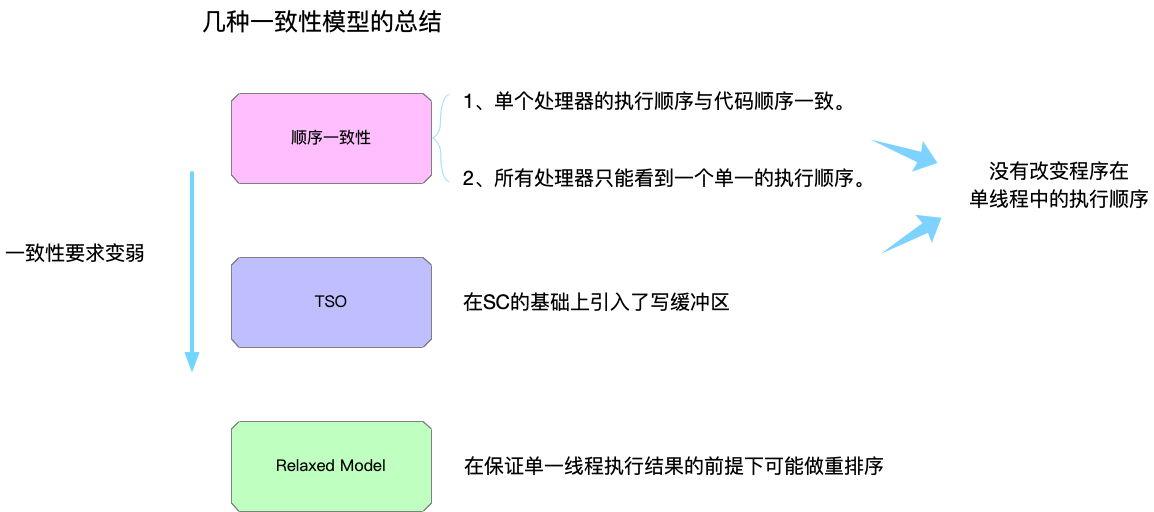 几种一致性模型的总结
顺序一致性
1、单个处理器的执行顺序与代码顺序一致。
2、所有处理器只能看到一个单一的执行顺序。
没有改变程序在
单线程中的执行顺序
一致性要求变弱
TSO
在SC的基础上引入了写缓冲区
Relaxed Model
在保证单一线程执行结果的前提下可能做重排序